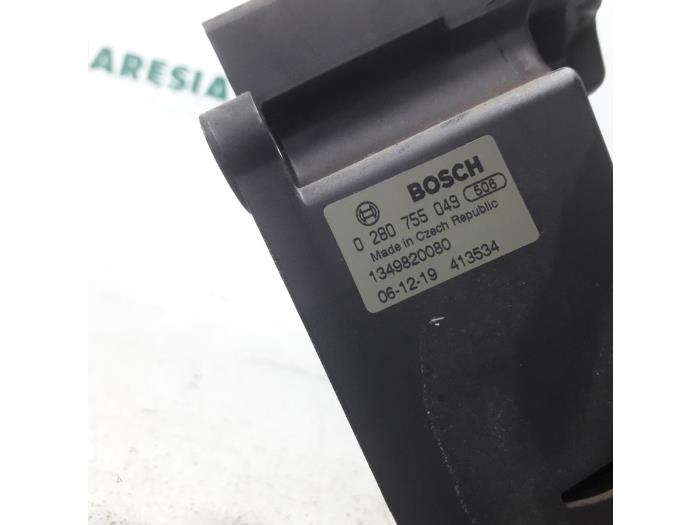 ARESIA
BOSCH
0 280 755 049 506
Made in Czech Republic
1349820080
06-12-19 413534